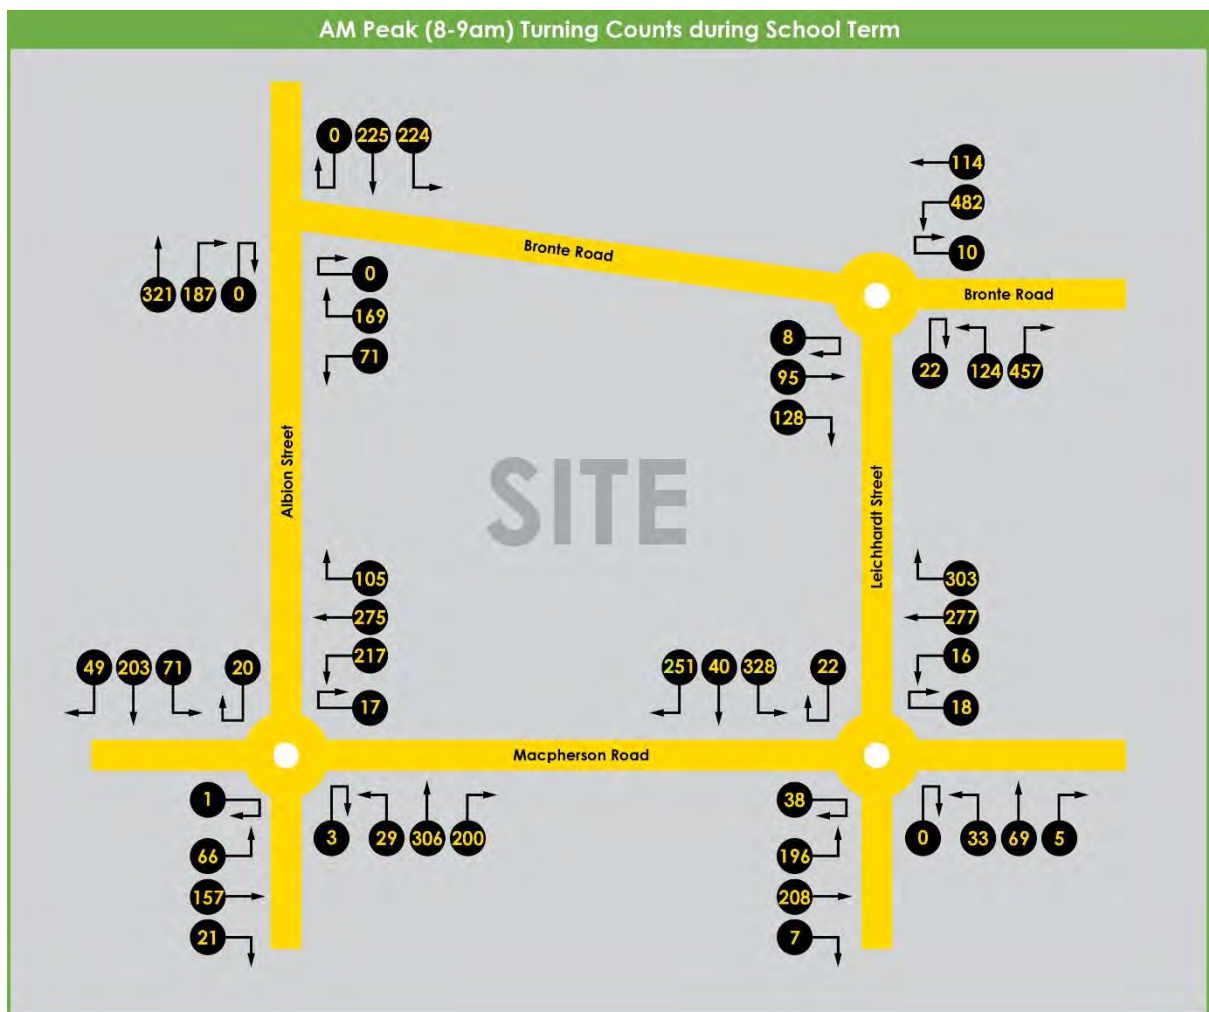 AM Peak (8-9am) Turning Counts during School Term
0 225 224
114
482
10
321 187 0
0
169
71
Bronte Road
Bronte Road
8
95
128
22 124 457
Albion Street
SITE
Leichhardt Street
105
275
217
17
303
277
16
18
49 203 71 20
251 40 328 22
Macpherson Road
1
66
157
21
3 29 306 200
38
196
208
7
0 33 69 5